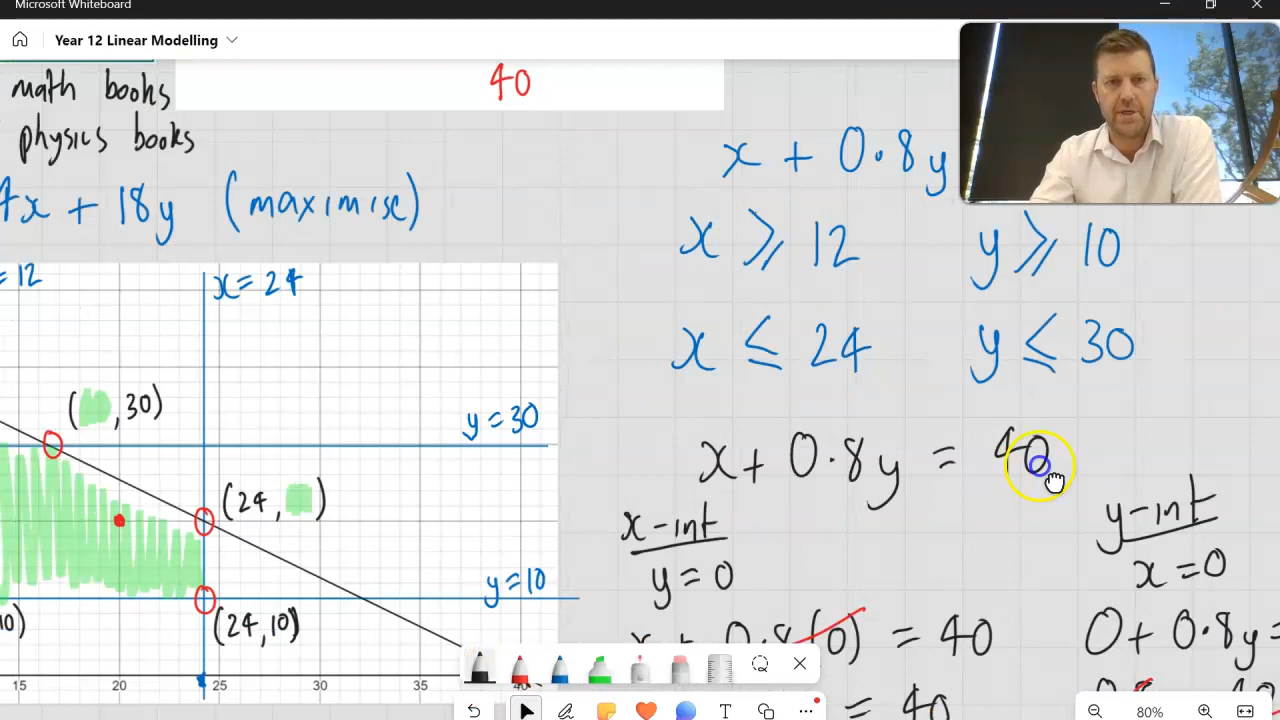 Microsoft Whiteboard
Year 12 Linear Modelling
math books
physics books
40
4x + 18y (maximise)
x + 0.8y
x ⩾ 12 y ⩾ 10
x ≤ 24 y ≤ 30
= 12
x = 24
( , 30)
y = 30
(24, )
y = 10
(24, 10)
10)
15 20 25 30 35 40
x + 0.8y = 40
x-int
y = 0
x + 0.8(0) = 40
= 40
y-int
x = 0
0 + 0.8y =
80%